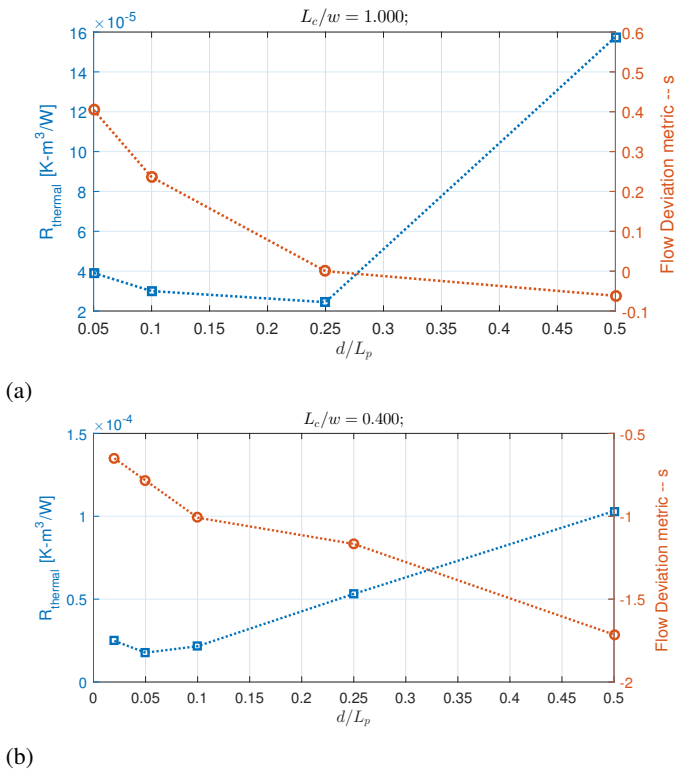 L_c/w = 1.000;
×10^-5
16
14
12
10
8
6
4
2
R_thermal [K-m^3/W]
0.6
0.5
0.4
0.3
0.2
0.1
0
-0.1
Flow Deviation metric -- s
0.05 0.1 0.15 0.2 0.25 0.3 0.35 0.4 0.45 0.5
d/L_p
(a)
L_c/w = 0.400;
×10^-4
1.5
1
0.5
0
R_thermal [K-m^3/W]
-0.5
-1
-1.5
-2
Flow Deviation metric -- s
0 0.05 0.1 0.15 0.2 0.25 0.3 0.35 0.4 0.45 0.5
d/L_p
(b)